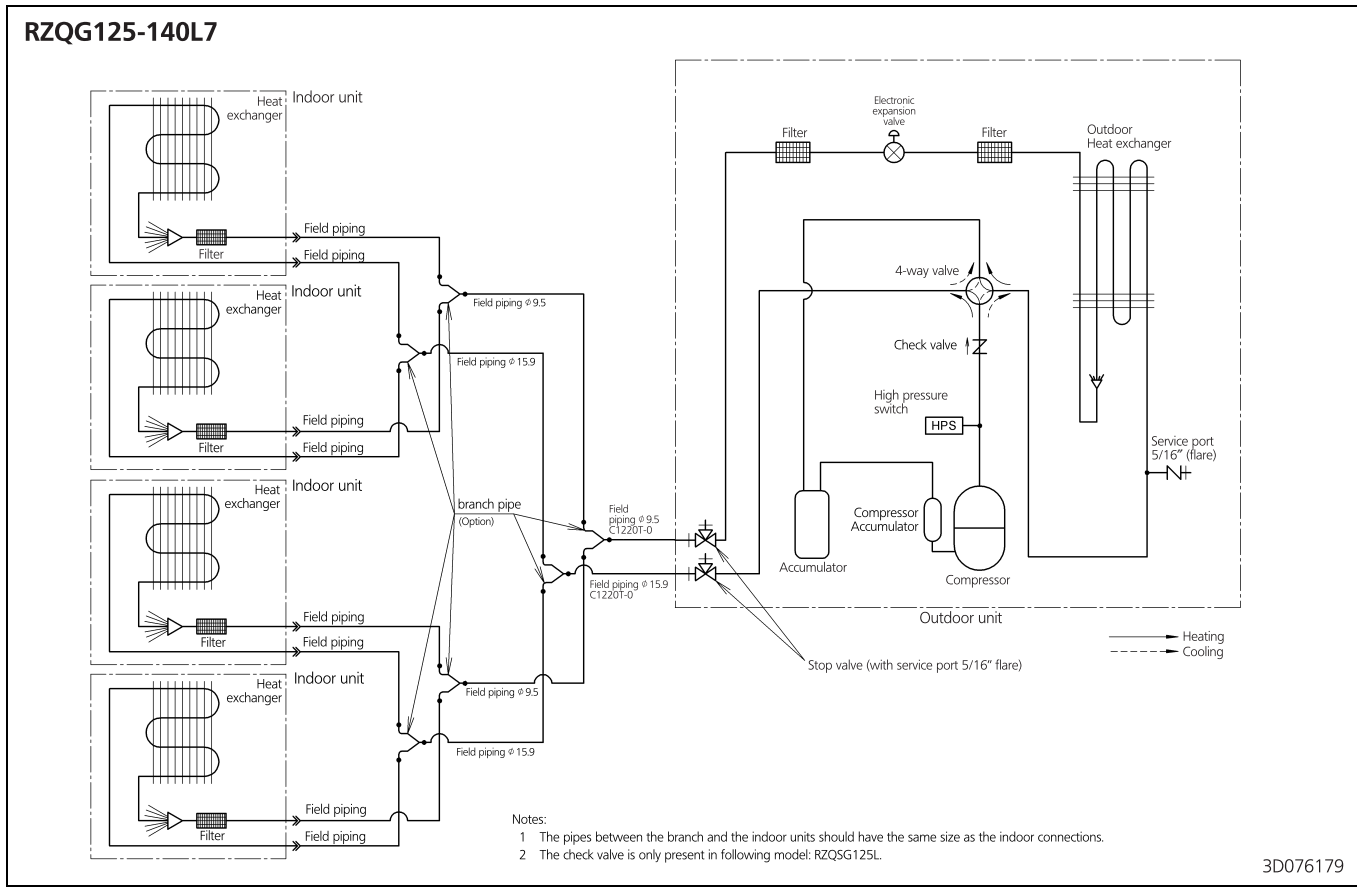 RZQG125-140L7
Indoor unit
Heat
exchanger
Filter
Field piping
Field piping
Indoor unit
Heat
exchanger
Filter
Field piping
Field piping
Indoor unit
Heat
exchanger
Filter
Field piping
Field piping
Indoor unit
Heat
exchanger
Filter
Field piping
Field piping
Field piping φ 9.5
Field piping φ 15.9
branch pipe
(Option)
Field piping φ 9.5
Field piping φ 15.9
Field
piping φ 9.5
C1220T-0
Field piping φ 15.9
C1220T-0
Electronic
expansion
valve
Filter
Filter
Outdoor
Heat exchanger
4-way valve
Check valve
High pressure
switch
HPS
Service port
5/16″ (flare)
Compressor
Accumulator
Accumulator
Compressor
Outdoor unit
Heating
Cooling
Stop valve (with service port 5/16″ flare)
Notes:
1 The pipes between the branch and the indoor units should have the same size as the indoor connections.
2 The check valve is only present in following model: RZQSG125L.
3D076179